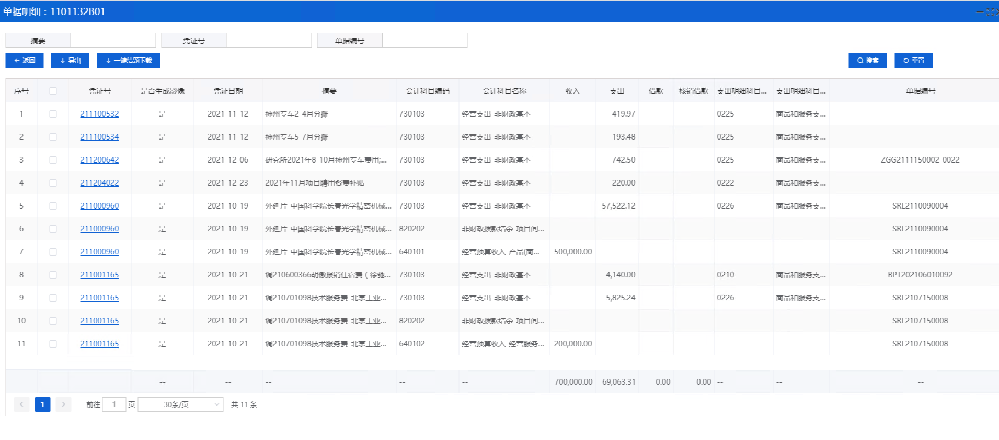 单据明细：1101132B01
摘要 凭证号 单据编号
返回 导出 一键结题下载 搜索 重置
序号 凭证号 是否生成影像 凭证日期 摘要 会计科目编码 会计科目名称 收入 支出 借款 核销借款 支出明细科目... 支出明细科目... 单据编号
1 211100532 是 2021-11-12 神州专车2-4月分摊 730103 经营支出-非财政基本 419.97 0225 商品和服务支...
2 211100534 是 2021-11-12 神州专车5-7月分摊 730103 经营支出-非财政基本 193.48 0225 商品和服务支...
3 211200642 是 2021-12-06 研究所2021年8-10月神州专车费用;... 730103 经营支出-非财政基本 742.50 0225 商品和服务支... ZGG2111150002-0022
4 211204022 是 2021-12-23 2021年11月项目聘用餐费补贴 730103 经营支出-非财政基本 220.00 0222 商品和服务支...
5 211000960 是 2021-10-19 外延片-中国科学院长春光学精密机械... 730103 经营支出-非财政基本 57,522.12 0226 商品和服务支... SRL2110090004
6 211000960 是 2021-10-19 外延片-中国科学院长春光学精密机械... 820202 非财政拨款结余-项目间... SRL2110090004
7 211000960 是 2021-10-19 外延片-中国科学院长春光学精密机械... 640101 经营预算收入-产品(商... 500,000.00 SRL2110090004
8 211001165 是 2021-10-21 调210600366胡傲报销住宿费（徐驰... 730103 经营支出-非财政基本 4,140.00 0210 商品和服务支... BPT202106010092
9 211001165 是 2021-10-21 调210701098技术服务费-北京工业... 730103 经营支出-非财政基本 5,825.24 0226 商品和服务支... SRL2107150008
10 211001165 是 2021-10-21 调210701098技术服务费-北京工业... 820202 非财政拨款结余-项目间... SRL2107150008
11 211001165 是 2021-10-21 调210701098技术服务费-北京工业... 640102 经营预算收入-经营服务... 200,000.00 SRL2107150008
-- -- -- -- -- 700,000.00 69,063.31 0.00 0.00 -- -- --
1 前往 1 页 30条/页 共 11 条